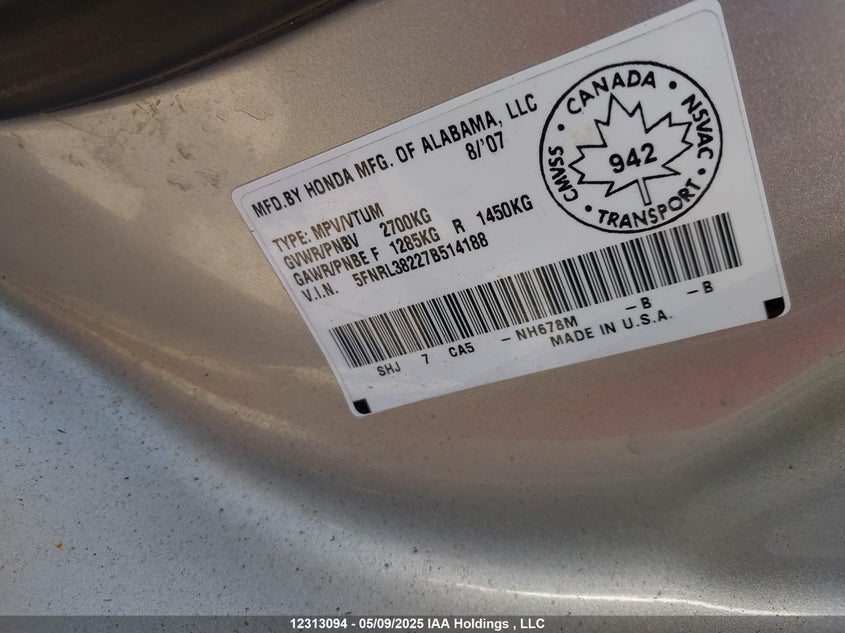 MFD.BY HONDA MFG. OF ALABAMA, LLC
8/'07
TYPE: MPV/VTUM
GVWR/PNBV 2700KG
GAWR/PNBE F 1285KG R 1450KG
V.I.N. 5FNRL38227B514188
SHJ 7 CA5 -NH678M -B -B
MADE IN U.S.A.
CANADA
CMVSS 942 NSVAC
TRANSPORT
12313094 - 05/09/2025 IAA Holdings , LLC